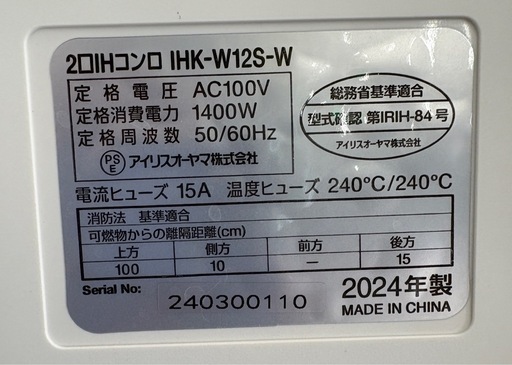 2口IHコンロ IHK-W12S-W
定格電圧 AC100V
定格消費電力 1400W
定格周波数 50/60Hz
PSE アイリスオーヤマ株式会社
総務省基準適合
型式確認 第IRIH-84号
アイリスオーヤマ株式会社
電流ヒューズ 15A 温度ヒューズ 240℃/240℃
消防法 基準適合
可燃物からの離隔距離(cm)
上方 側方 前方 後方
100 10 — 15
Serial No: 240300110
2024年製
MADE IN CHINA